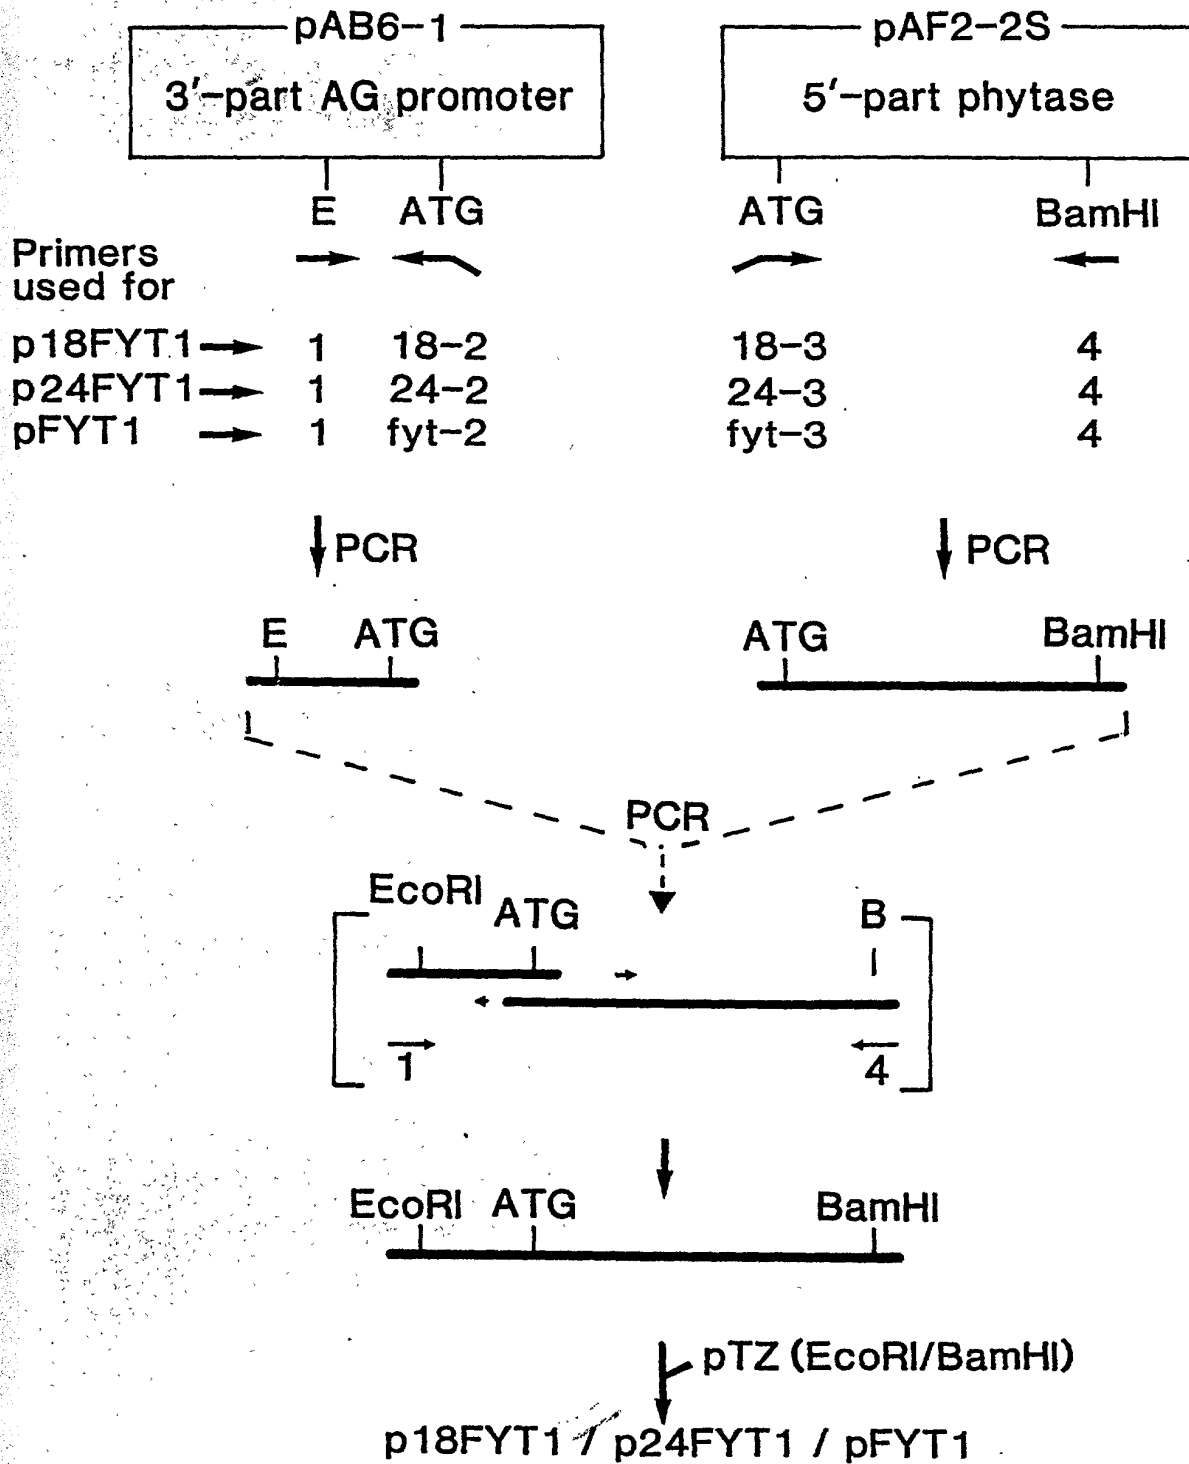 pAB6-1 pAF2-2S
3'-part AG promoter 5'-part phytase
E ATG ATG BamHI
Primers
used for
p18FYT1 1 18-2 18-3 4
p24FYT1 1 24-2 24-3 4
pFYT1 1 fyt-2 fyt-3 4
PCR PCR
E ATG ATG BamHI
PCR
EcoRI ATG B
1 4
EcoRI ATG BamHI
pTZ (EcoRI/BamHI)
p18FYT1 / p24FYT1 / pFYT1